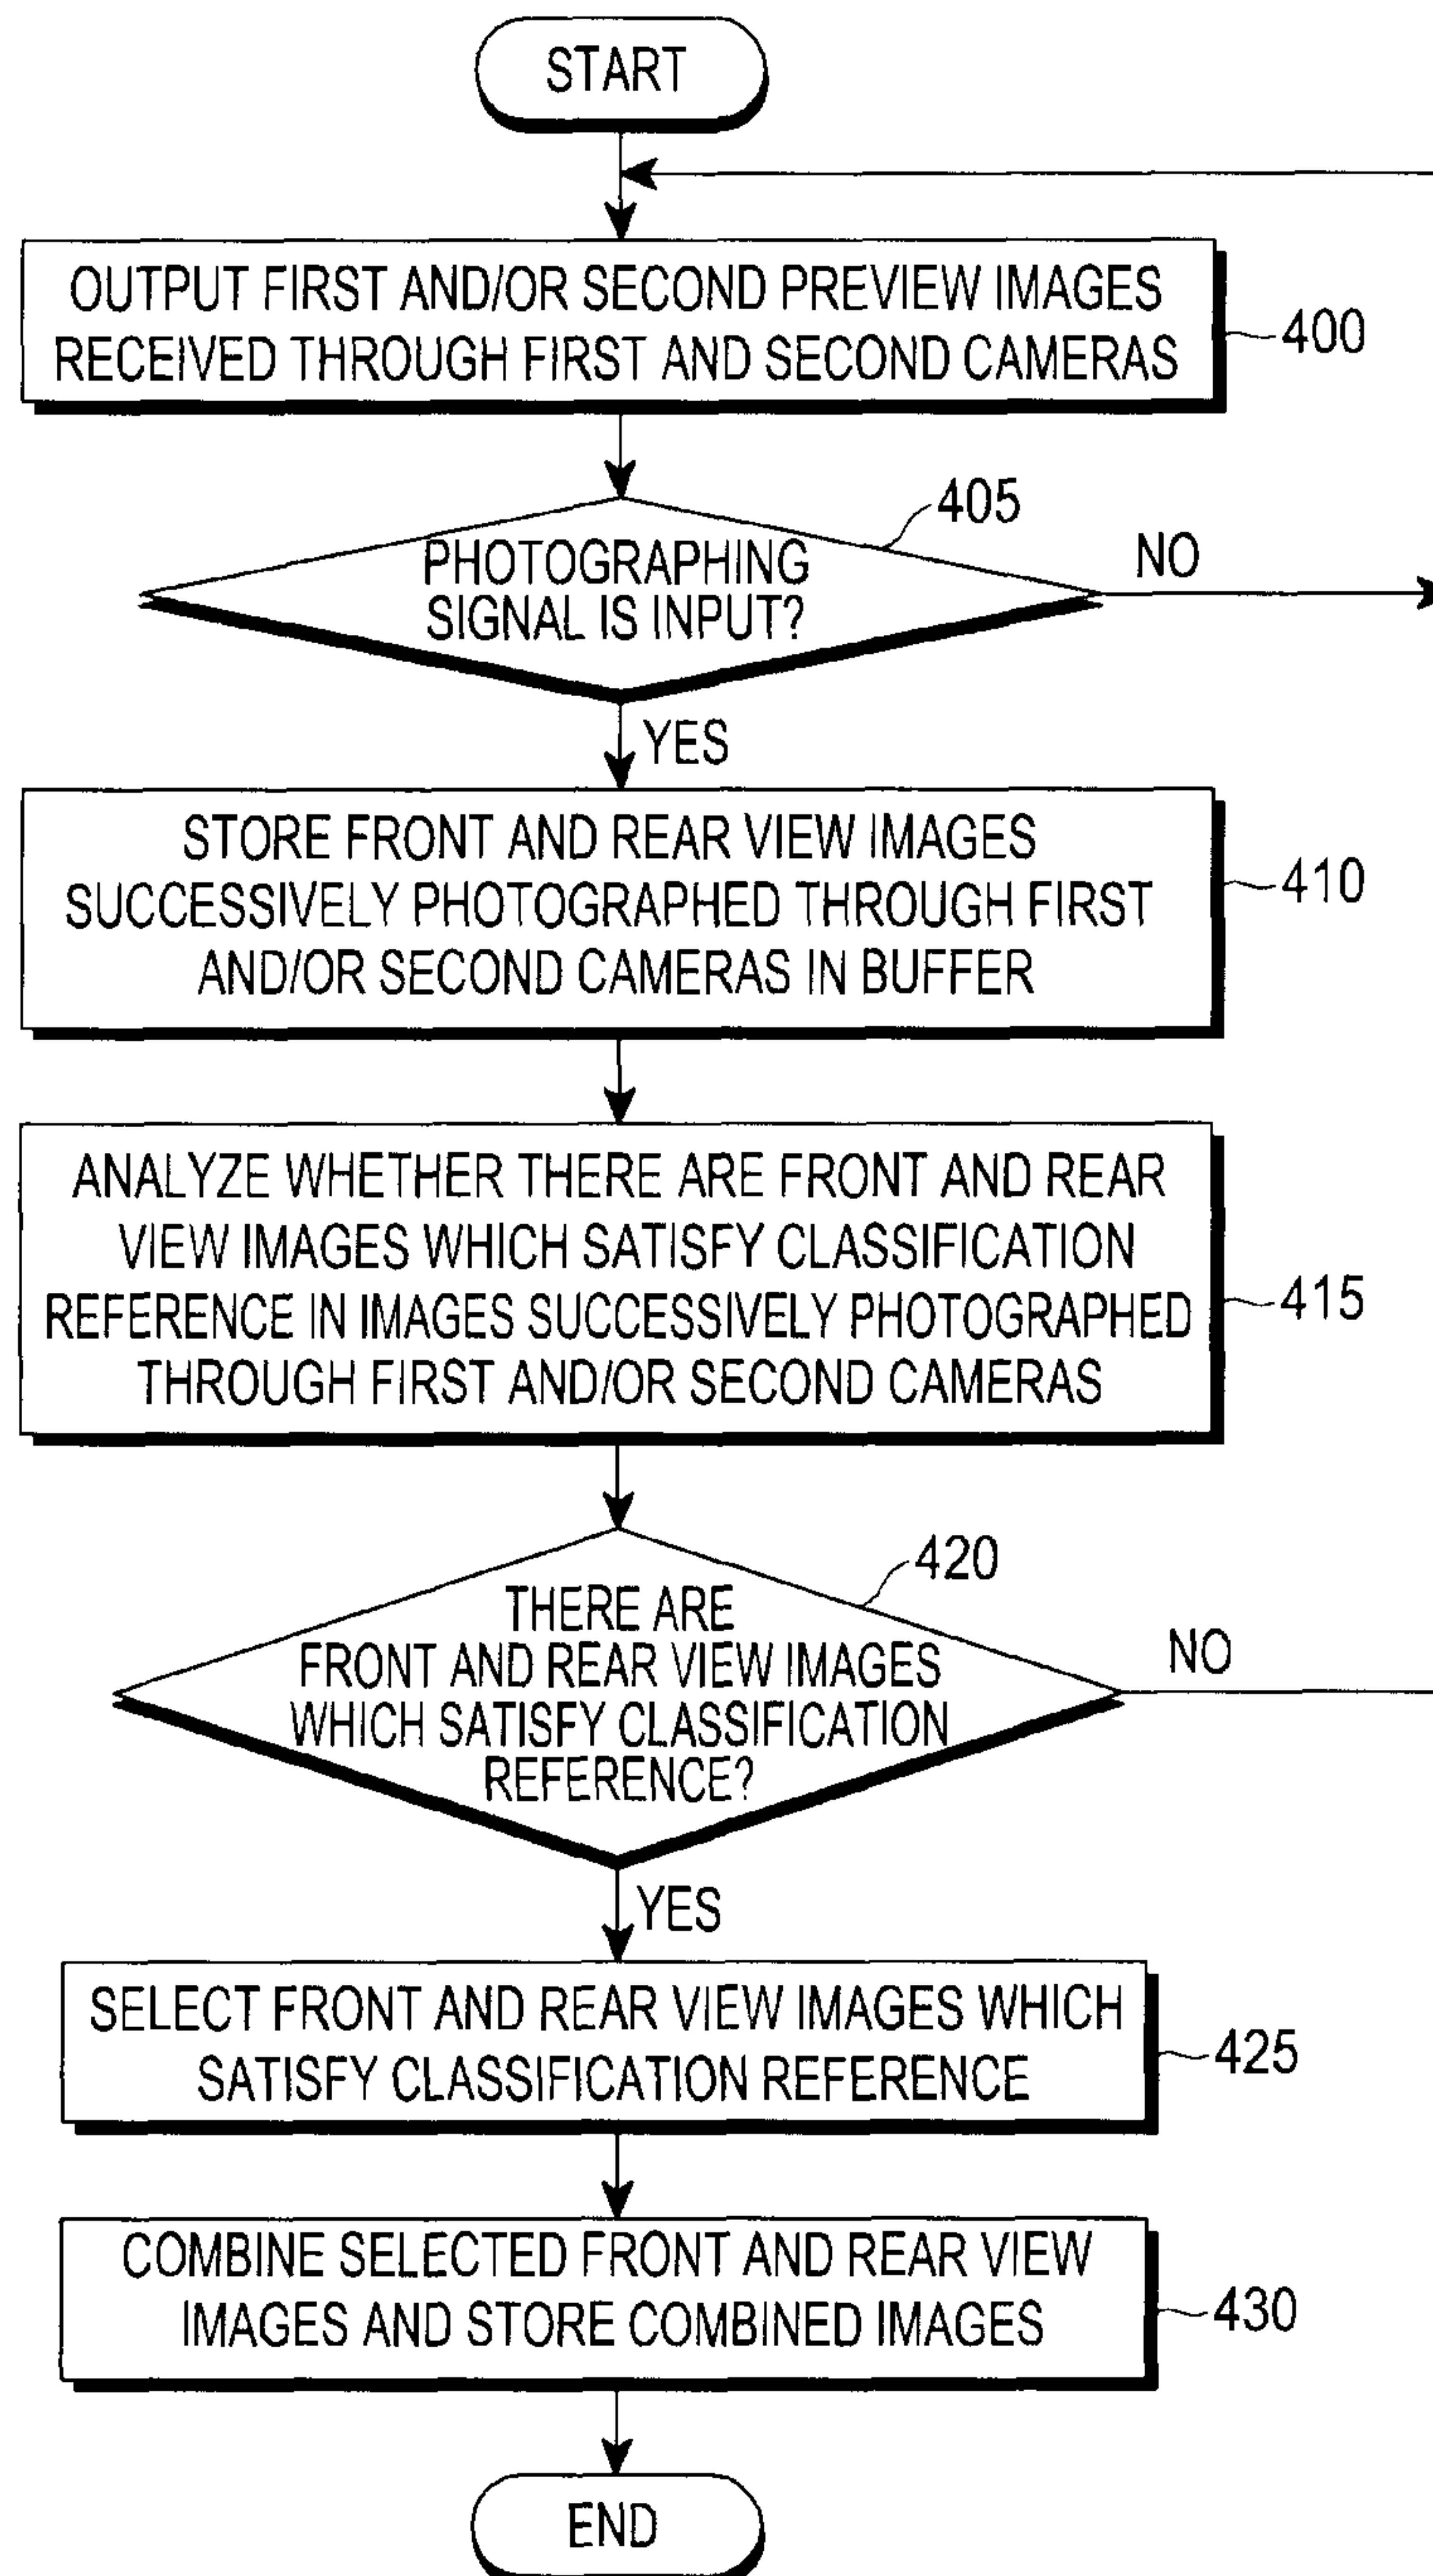 START
OUTPUT FIRST AND/OR SECOND PREVIEW IMAGES
RECEIVED THROUGH FIRST AND SECOND CAMERAS
400
405
PHOTOGRAPHING
SIGNAL IS INPUT?
NO
YES
STORE FRONT AND REAR VIEW IMAGES
SUCCESSIVELY PHOTOGRAPHED THROUGH FIRST
AND/OR SECOND CAMERAS IN BUFFER
410
ANALYZE WHETHER THERE ARE FRONT AND REAR
VIEW IMAGES WHICH SATISFY CLASSIFICATION
REFERENCE IN IMAGES SUCCESSIVELY PHOTOGRAPHED
THROUGH FIRST AND/OR SECOND CAMERAS
415
420
THERE ARE
FRONT AND REAR VIEW IMAGES
WHICH SATISFY CLASSIFICATION
REFERENCE?
NO
YES
SELECT FRONT AND REAR VIEW IMAGES WHICH
SATISFY CLASSIFICATION REFERENCE
425
COMBINE SELECTED FRONT AND REAR VIEW
IMAGES AND STORE COMBINED IMAGES
430
END